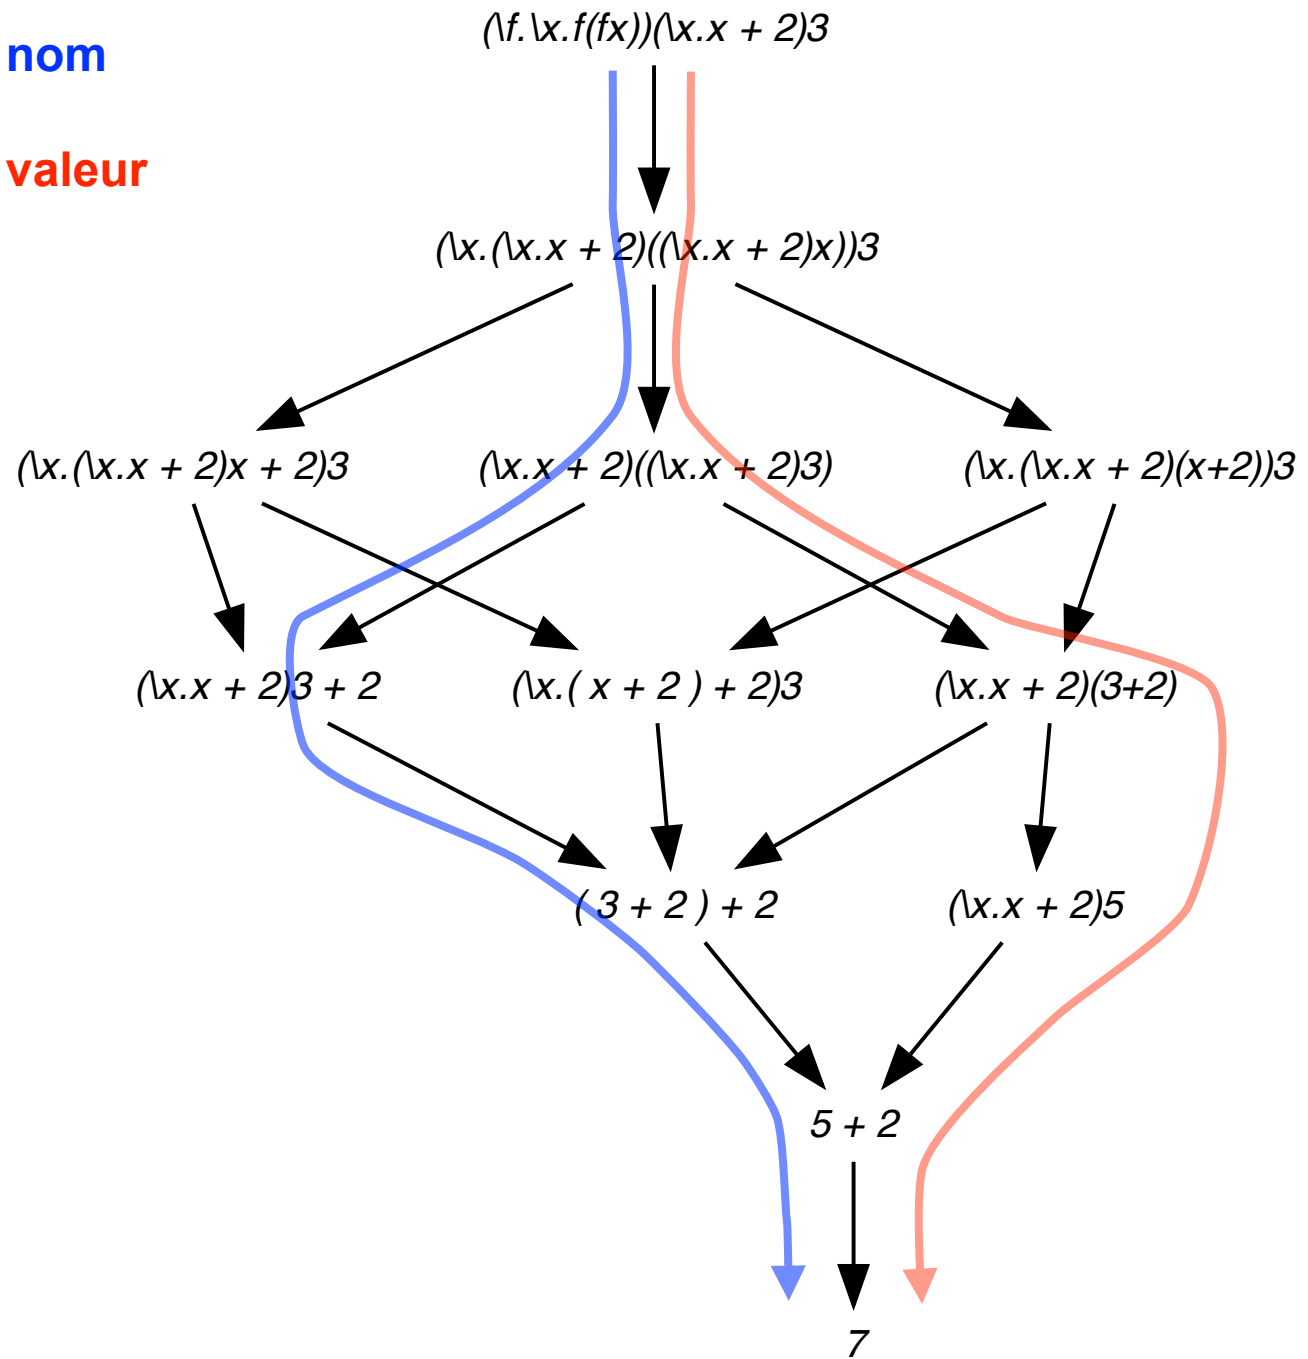 (\f.\x.f(fx))(\x.x + 2)3
nom
valeur
(\x.(\x.x + 2)((\x.x + 2)x))3
(\x.(\x.x + 2)x + 2)3
(\x.x + 2)((\x.x + 2)3)
(\x.(\x.x + 2)(x+2))3
(\x.x + 2)3 + 2
(\x.( x + 2 ) + 2)3
(\x.x + 2)(3+2)
( 3 + 2 ) + 2
(\x.x + 2)5
5 + 2
7